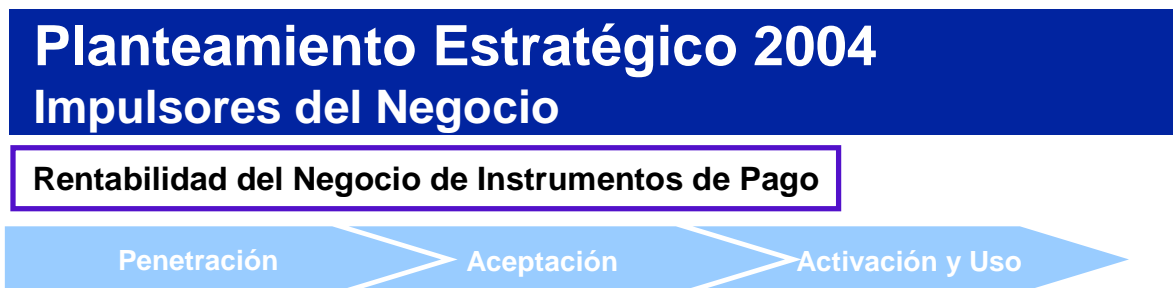 Planteamiento Estratégico 2004
Impulsores del Negocio
Rentabilidad del Negocio de Instrumentos de Pago
Penetración Aceptación Activación y Uso